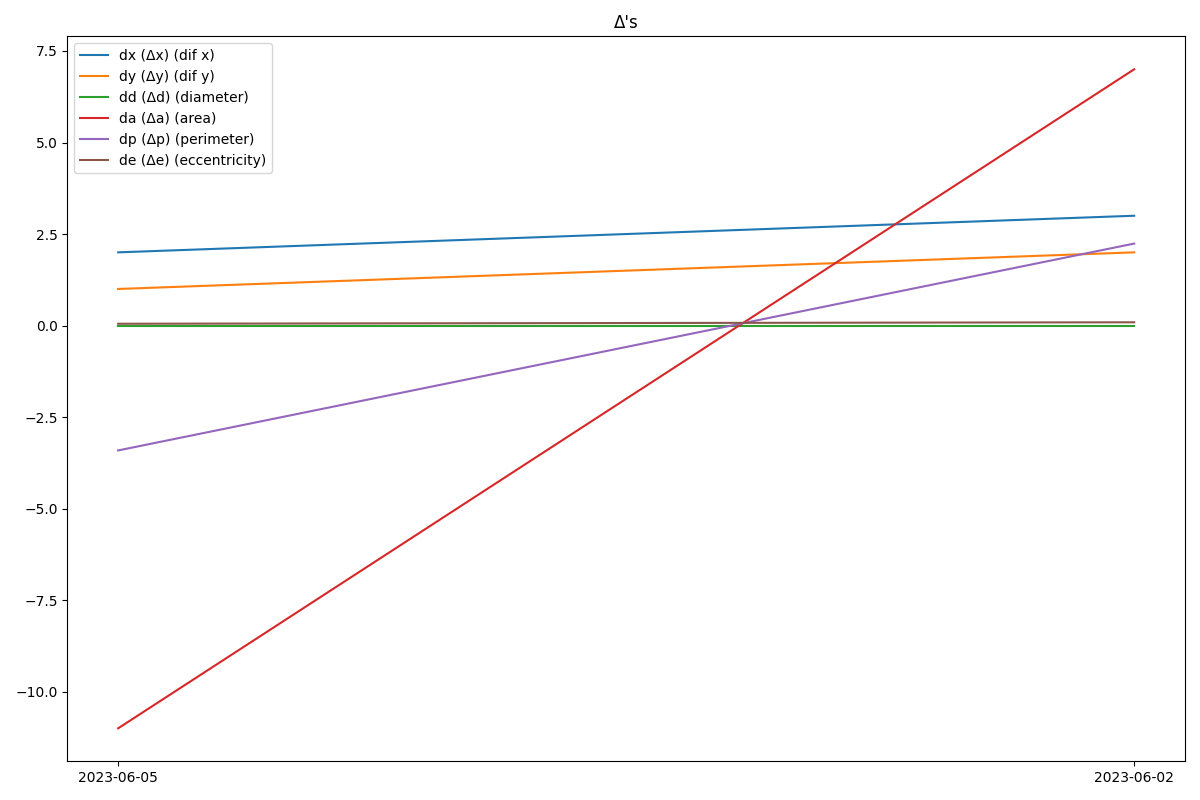 Δ's
dx (Δx) (dif x)
dy (Δy) (dif y)
dd (Δd) (diameter)
da (Δa) (area)
dp (Δp) (perimeter)
de (Δe) (eccentricity)
7.5
5.0
2.5
0.0
−2.5
−5.0
−7.5
−10.0
2023-06-05 2023-06-02